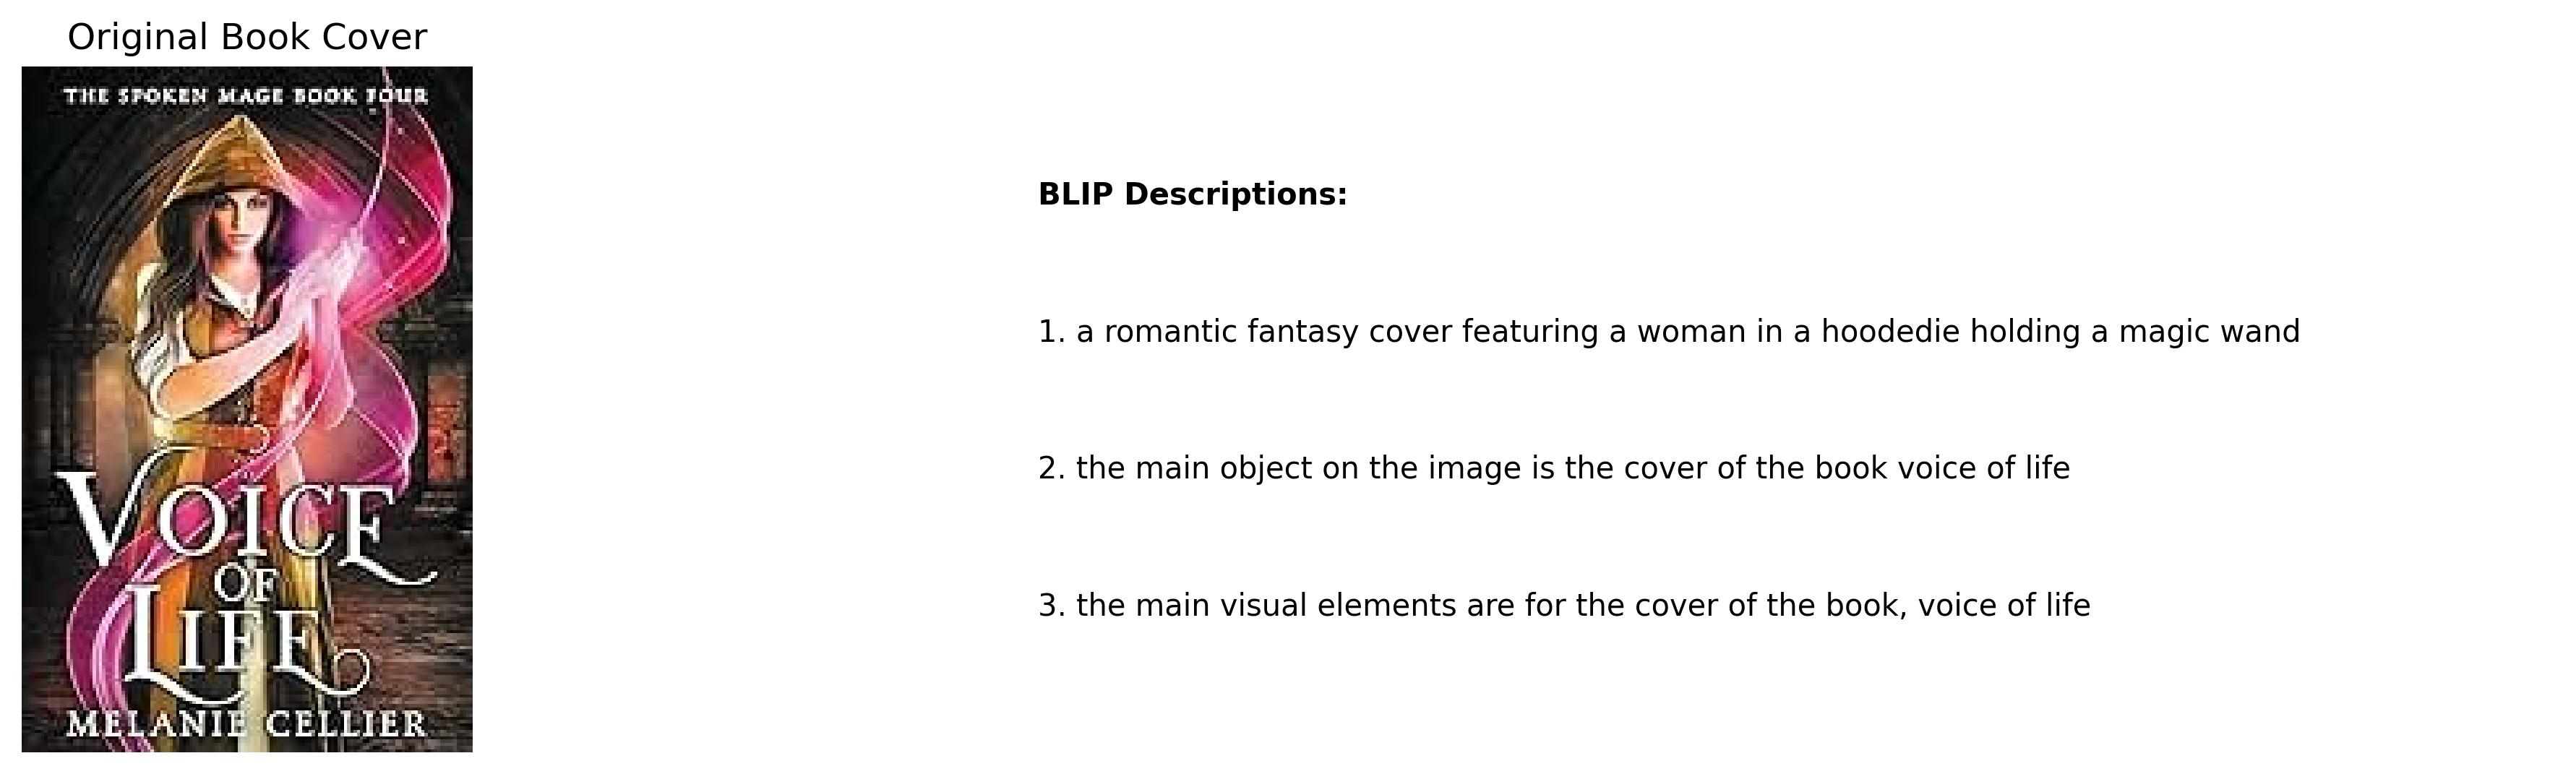 Original Book Cover
THE SPOKEN MAGE BOOK FOUR
VOICE
OF
LIFE
MELANIE CELLIER
BLIP Descriptions:
1. a romantic fantasy cover featuring a woman in a hoodedie holding a magic wand
2. the main object on the image is the cover of the book voice of life
3. the main visual elements are for the cover of the book, voice of life